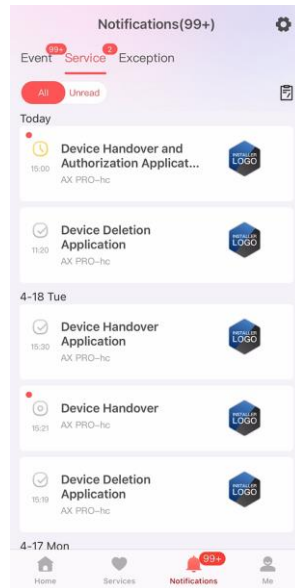 Notifications(99+)
99+ 2
Event Service Exception
All Unread
Today
Device Handover and
Authorization Applicat...
15:00
AX PRO-hc
INSTALLER
LOGO
Device Deletion
Application
11:20
AX PRO-hc
INSTALLER
LOGO
4-18 Tue
Device Handover
Application
15:30
AX PRO-hc
INSTALLER
LOGO
Device Handover
15:21
AX PRO-hc
INSTALLER
LOGO
Device Deletion
Application
15:19
AX PRO-hc
INSTALLER
LOGO
4-17 Mon
99+
Home Services Notifications Me